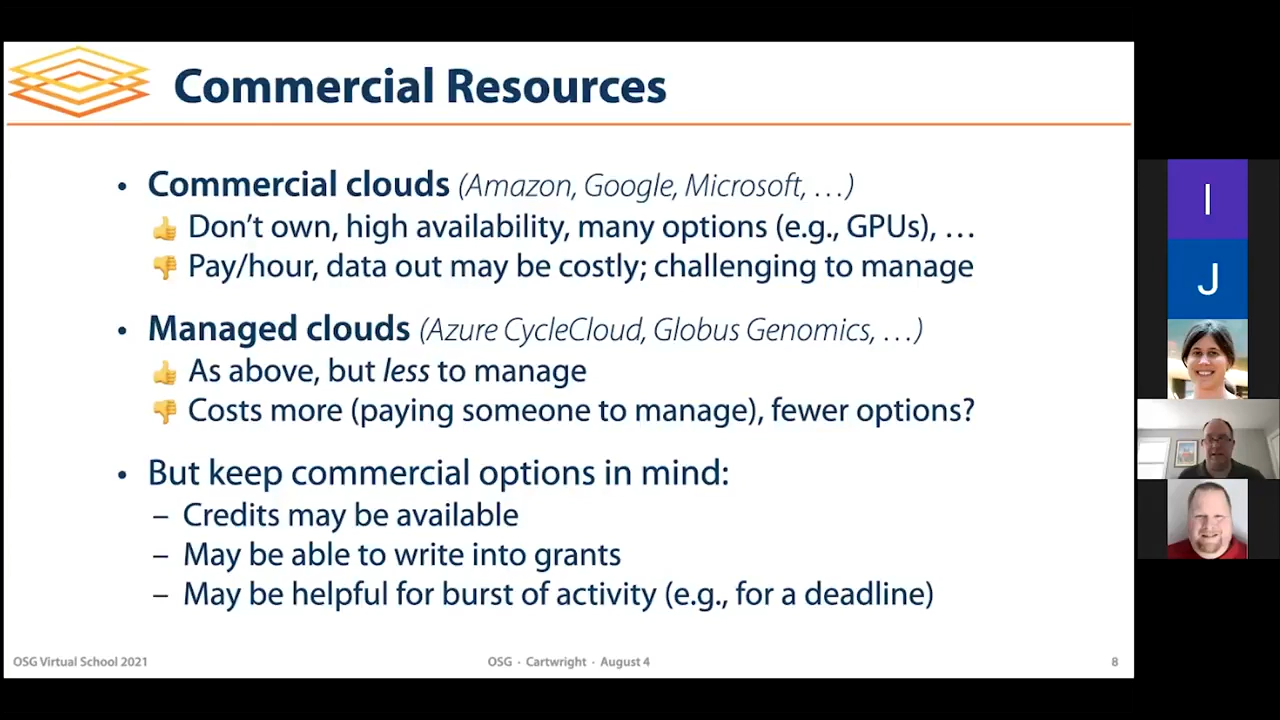 Commercial Resources
• Commercial clouds (Amazon, Google, Microsoft, …)
👍 Don’t own, high availability, many options (e.g., GPUs), …
👎 Pay/hour, data out may be costly; challenging to manage
• Managed clouds (Azure CycleCloud, Globus Genomics, …)
👍 As above, but less to manage
👎 Costs more (paying someone to manage), fewer options?
• But keep commercial options in mind:
– Credits may be available
– May be able to write into grants
– May be helpful for burst of activity (e.g., for a deadline)
OSG Virtual School 2021
OSG · Cartwright · August 4
8
I
J